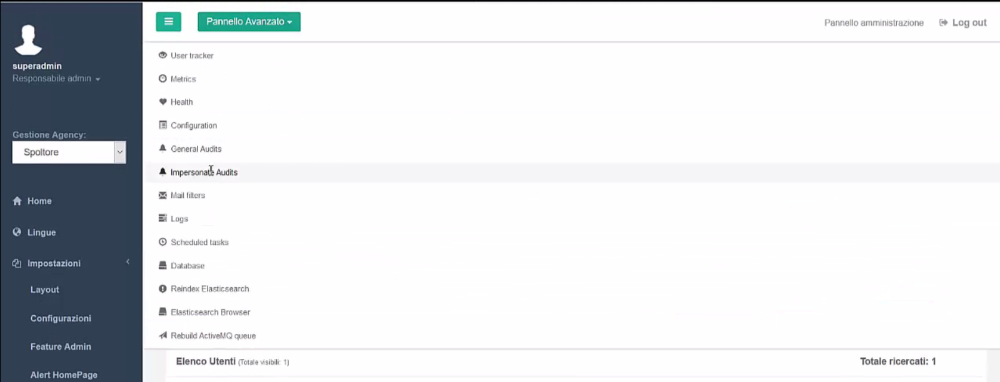 superadmin
Responsabile admin
Gestione Agency:
Spoltore
Home
Lingue
Impostazioni
Layout
Configurazioni
Feature Admin
Alert HomePage
Pannello Avanzato
Pannello amministrazione
Log out
User tracker
Metrics
Health
Configuration
General Audits
Impersonate Audits
Mail filters
Logs
Scheduled tasks
Database
Reindex Elasticsearch
Elasticsearch Browser
Rebuild ActiveMQ queue
Elenco Utenti (Totale visibili: 1)
Totale ricercati: 1